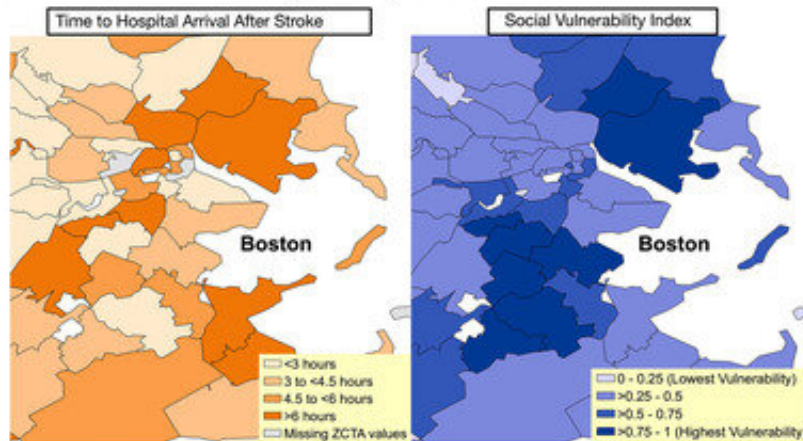 Time to Hospital Arrival After Stroke
Social Vulnerability Index
Boston
Boston
<3 hours
3 to <4.5 hours
4.5 to <6 hours
>6 hours
Missing ZCTA values
0 - 0.25 (Lowest Vulnerability)
>0.25 - 0.5
>0.5 - 0.75
>0.75 - 1 (Highest Vulnerability